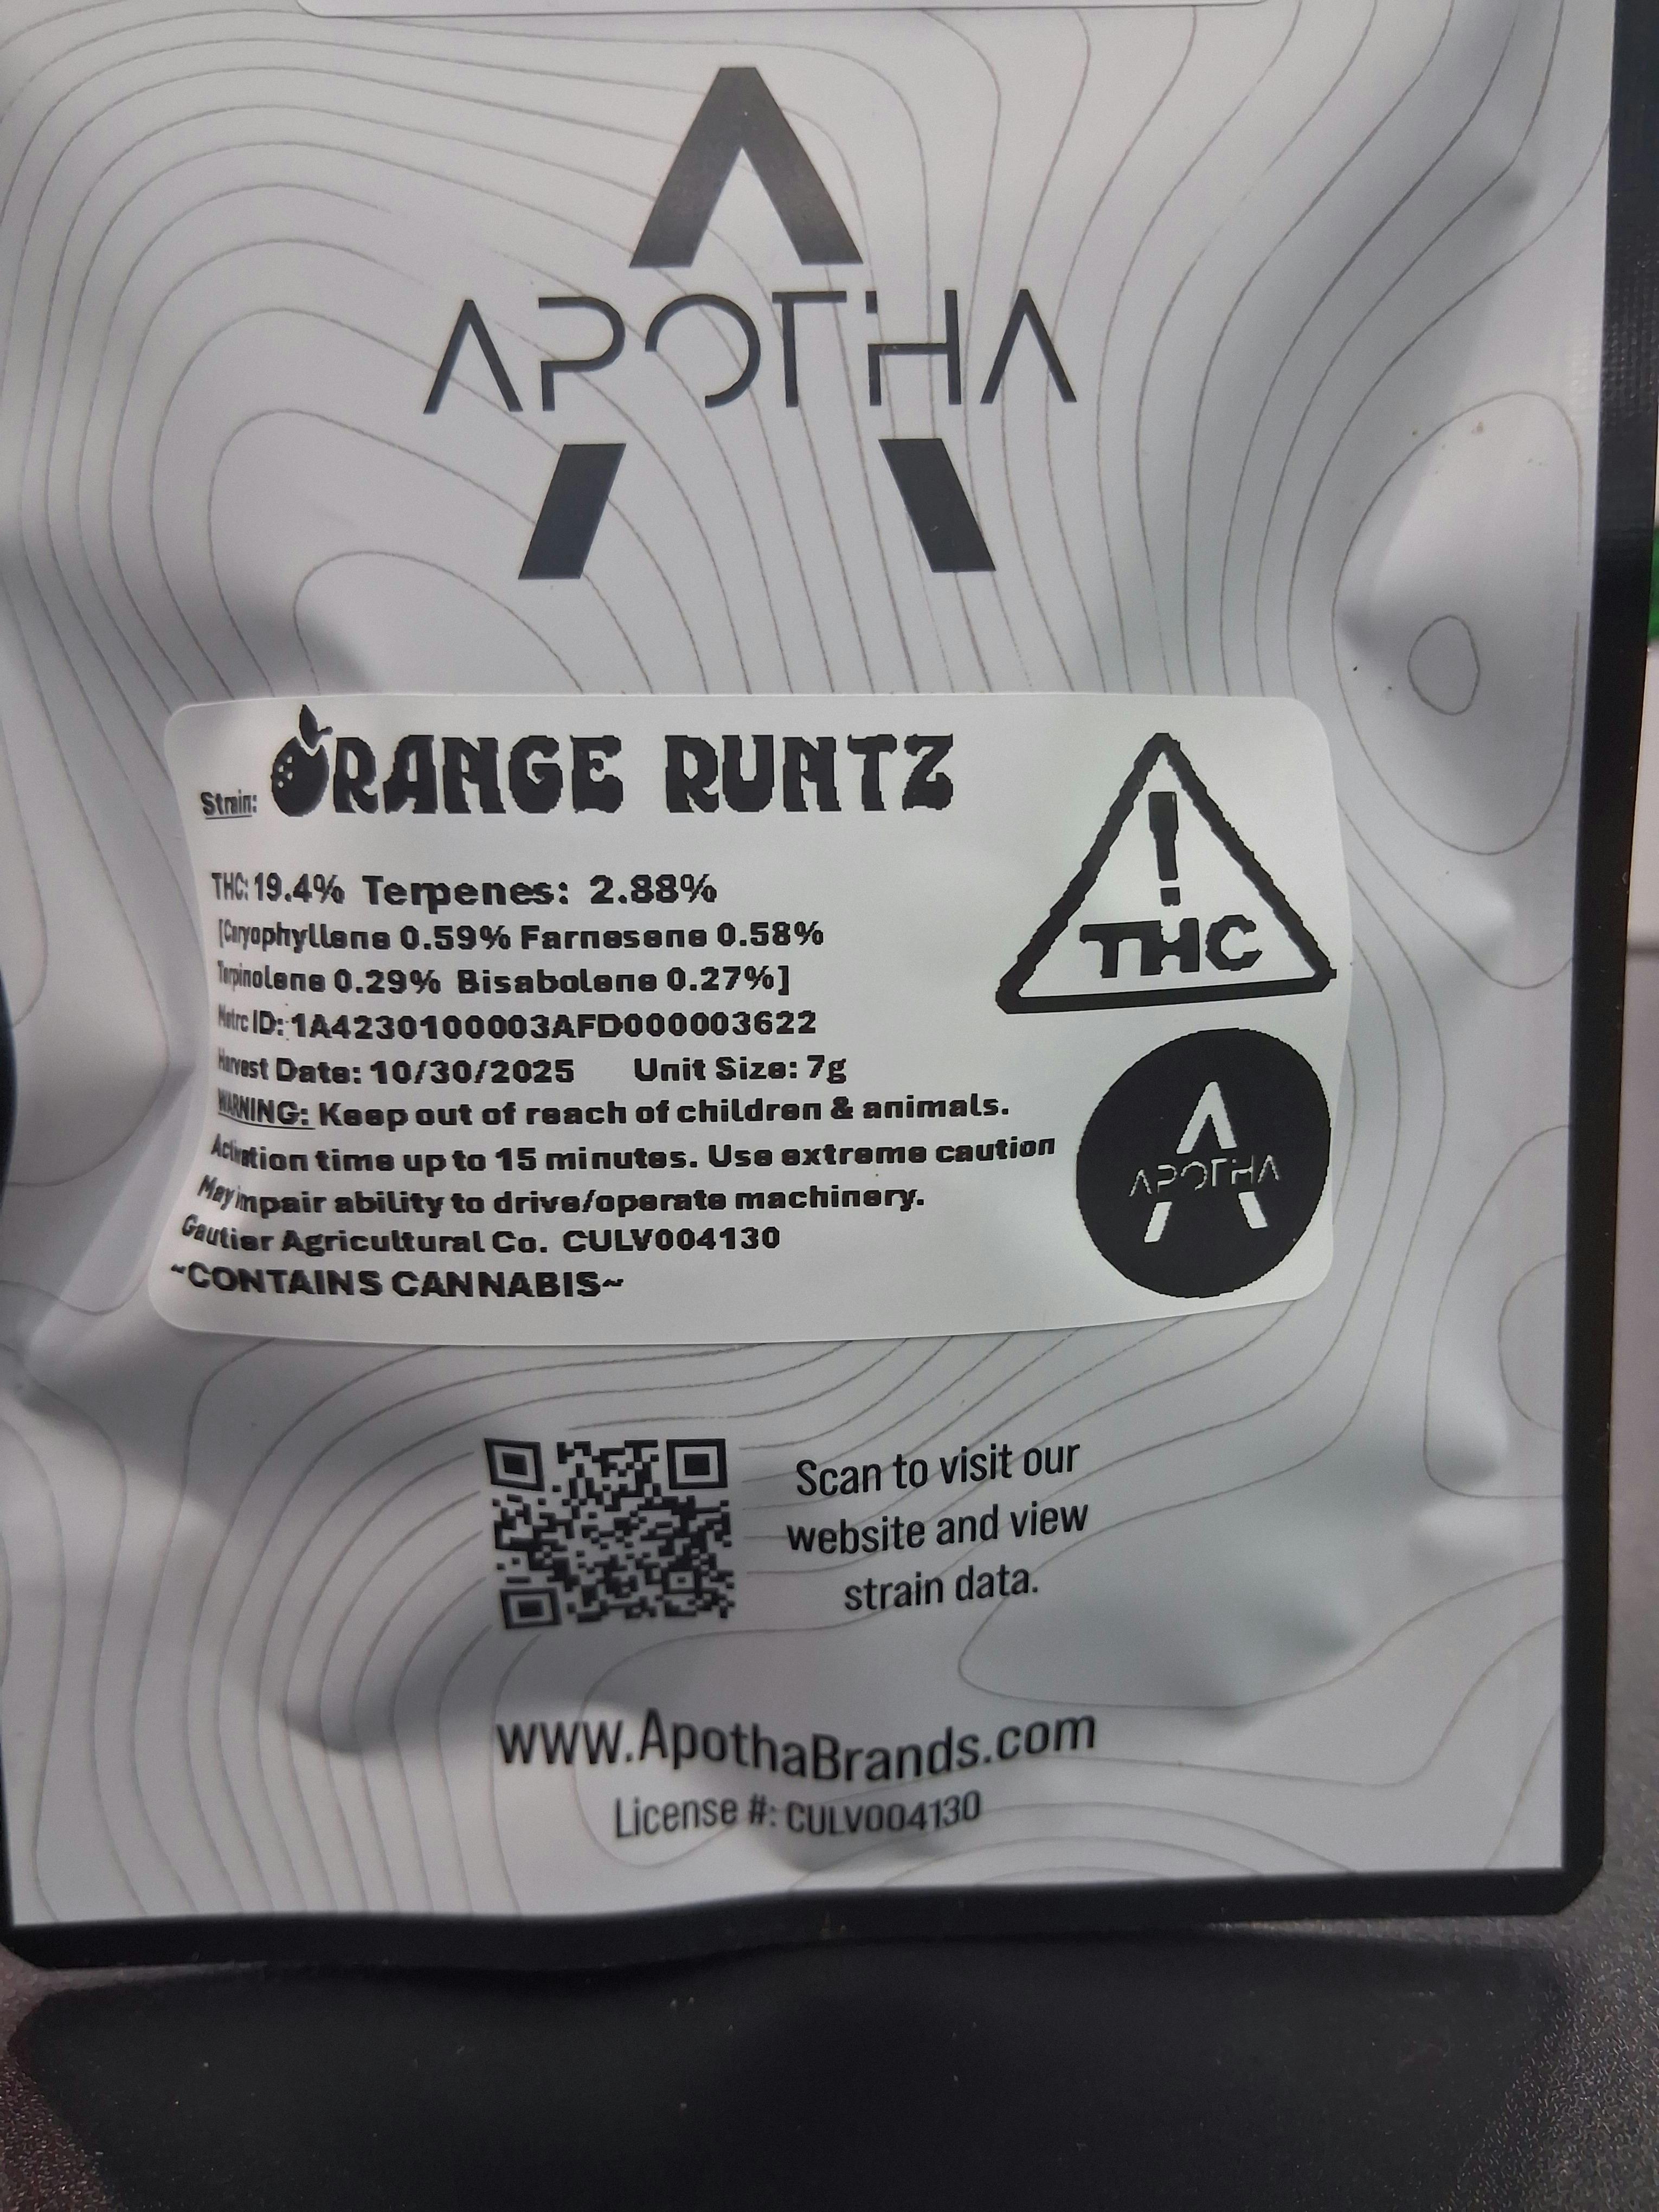 APOTHA
Strain: ORANGE RUNTZ
THC: 19.4% Terpenes: 2.88%
[Caryophyllene 0.59% Farnesene 0.58%
Terpinolene 0.29% Bisabolene 0.27%]
Metrc ID: 1A4230100003AFD000003622
Harvest Date: 10/30/2025 Unit Size: 7g
WARNING: Keep out of reach of children & animals.
Activation time up to 15 minutes. Use extreme caution
May impair ability to drive/operate machinery.
Gautier Agricultural Co. CULV004130
~CONTAINS CANNABIS~
!
THC
APOTHA
Scan to visit our
website and view
strain data.
www.ApothaBrands.com
License #: CULV004130